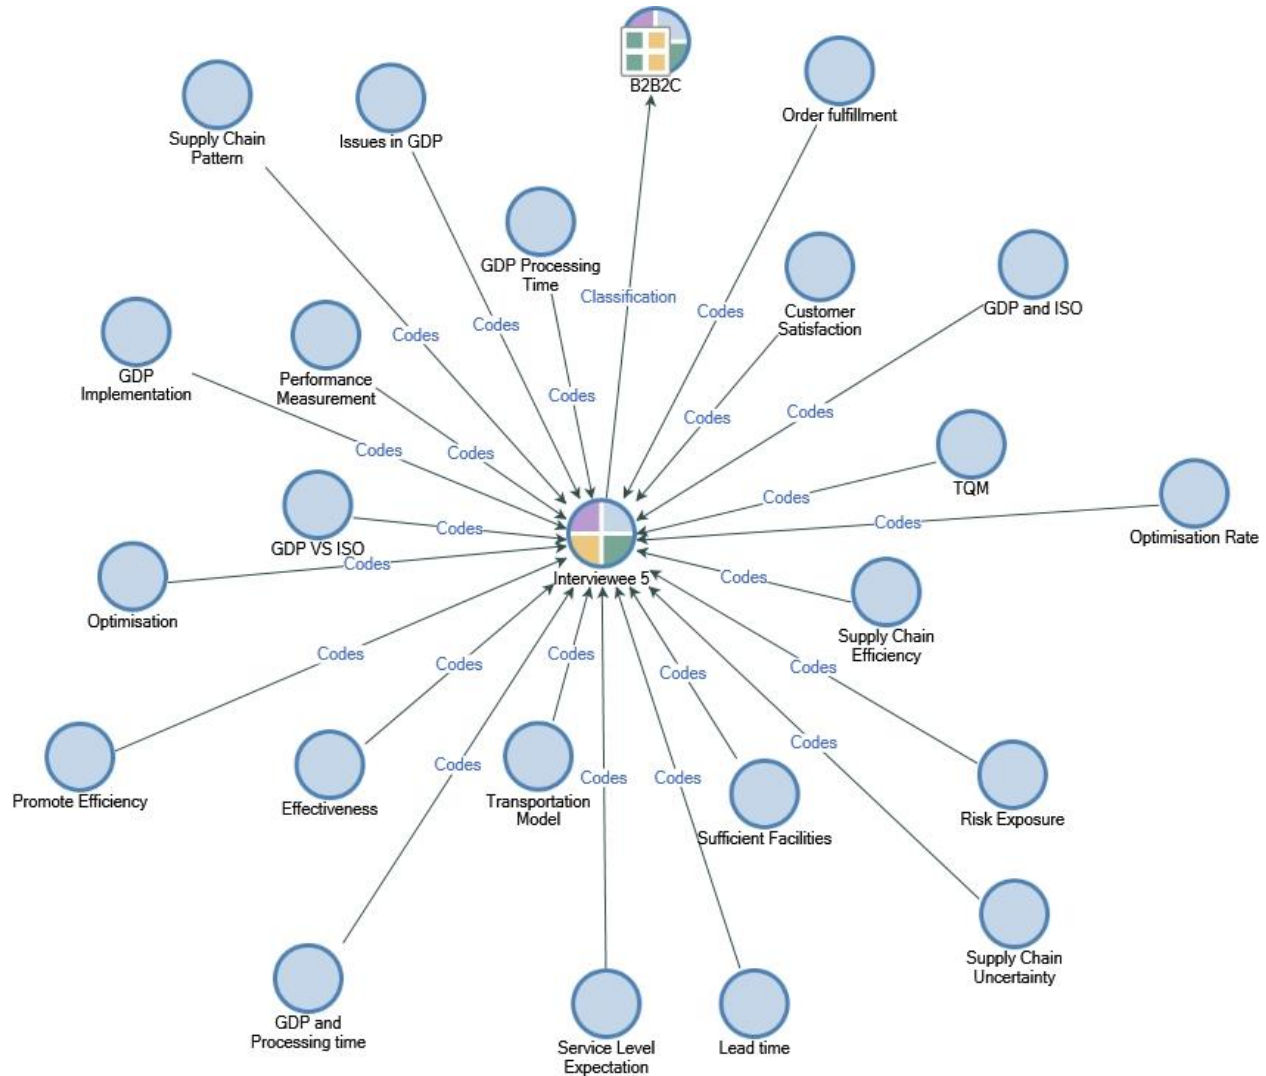 B2B2C
Order fulfillment
Supply Chain
Pattern
Issues in GDP
GDP Processing
Time
Classification
Codes
Customer
Satisfaction
GDP and ISO
Codes
Codes
Codes
GDP
Implementation
Performance
Measurement
Codes
Codes
Codes
Codes
Codes
TQM
Codes
GDP VS ISO
Codes
Codes
Optimisation Rate
Codes
Interviewee 5
Codes
Optimisation
Supply Chain
Efficiency
Codes
Codes
Codes
Codes
Codes
Codes
Codes
Codes
Codes
Promote Efficiency
Effectiveness
Transportation
Model
Sufficient Facilities
Risk Exposure
Supply Chain
Uncertainty
GDP and
Processing time
Service Level
Expectation
Lead time